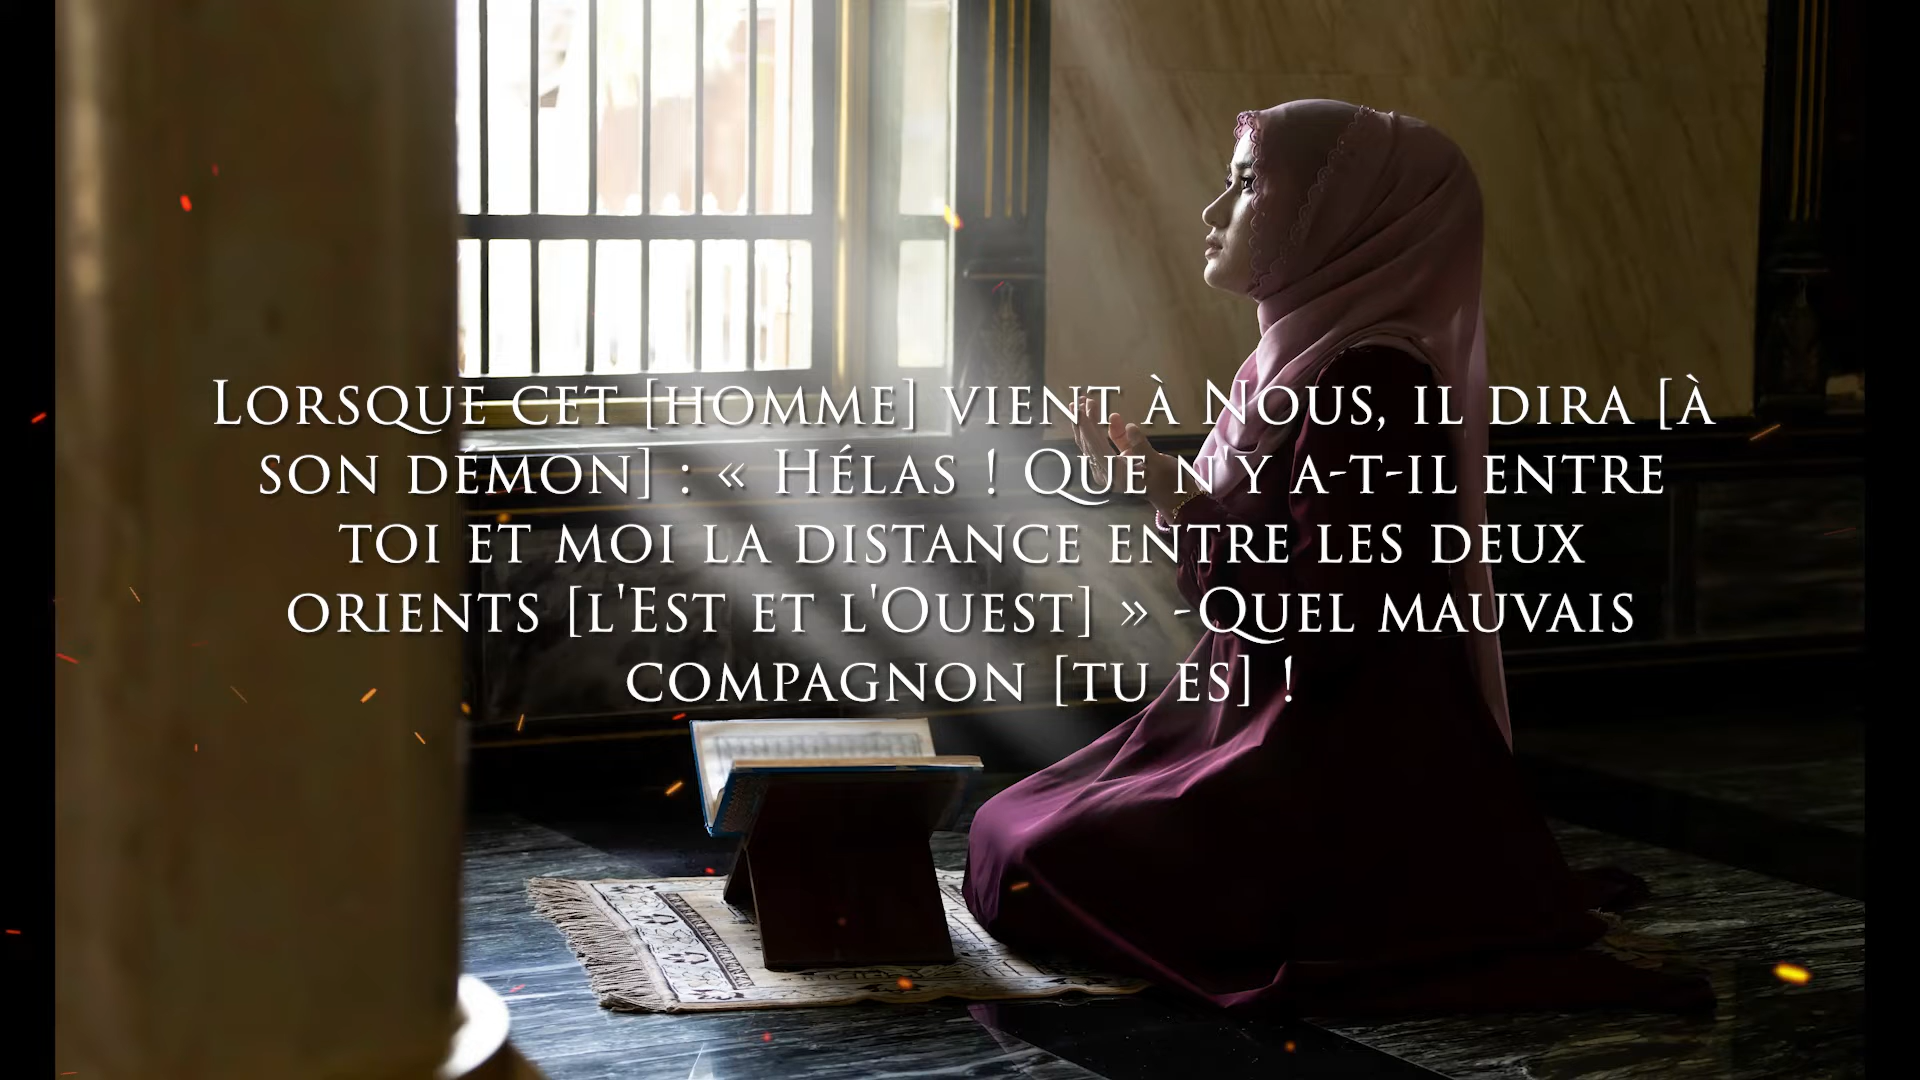 Lorsque cet [homme] vient à Nous, il dira [à
son démon] : « Hélas ! Que n'y a-t-il entre
toi et moi la distance entre les deux
orients [l'Est et l'Ouest] » -Quel mauvais
compagnon [tu es] !